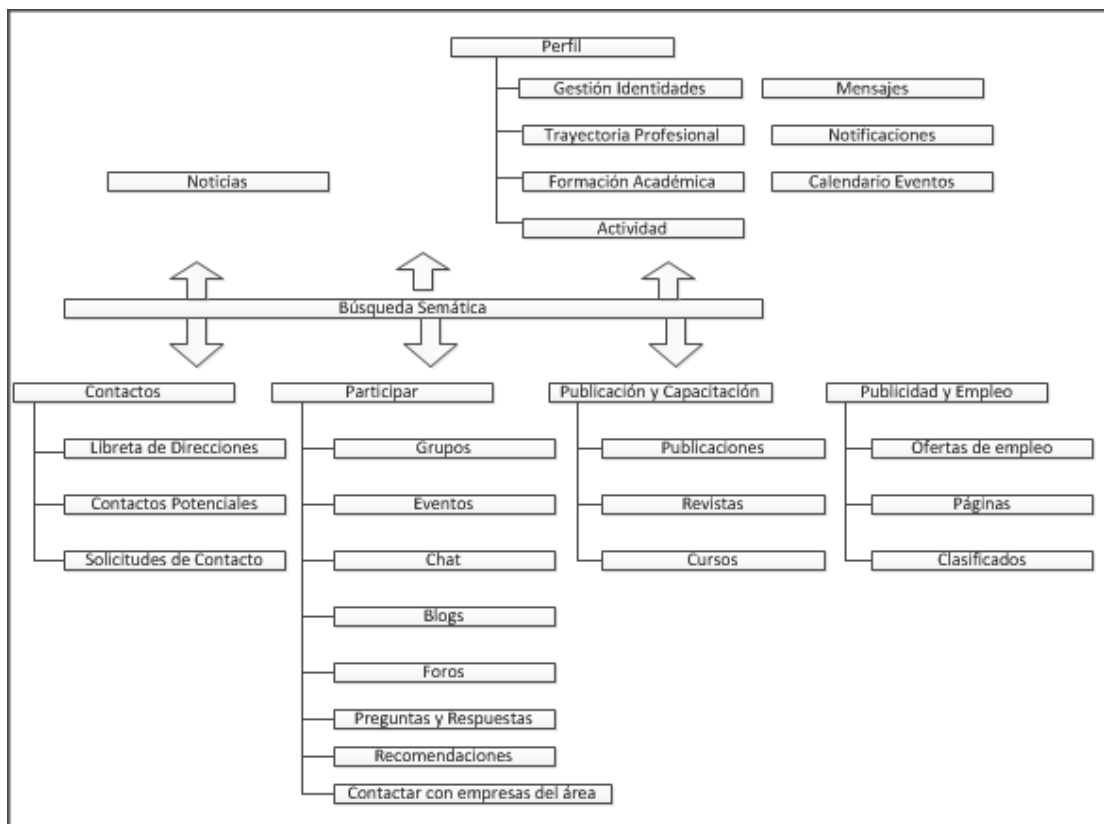 Perfil
Gestión Identidades
Mensajes
Trayectoria Profesional
Notificaciones
Noticias
Formación Académica
Calendario Eventos
Actividad
Búsqueda Semática
Contactos
Participar
Publicación y Capacitación
Publicidad y Empleo
Libreta de Direcciones
Grupos
Publicaciones
Ofertas de empleo
Contactos Potenciales
Eventos
Revistas
Páginas
Solicitudes de Contacto
Chat
Cursos
Clasificados
Blogs
Foros
Preguntas y Respuestas
Recomendaciones
Contactar con empresas del área